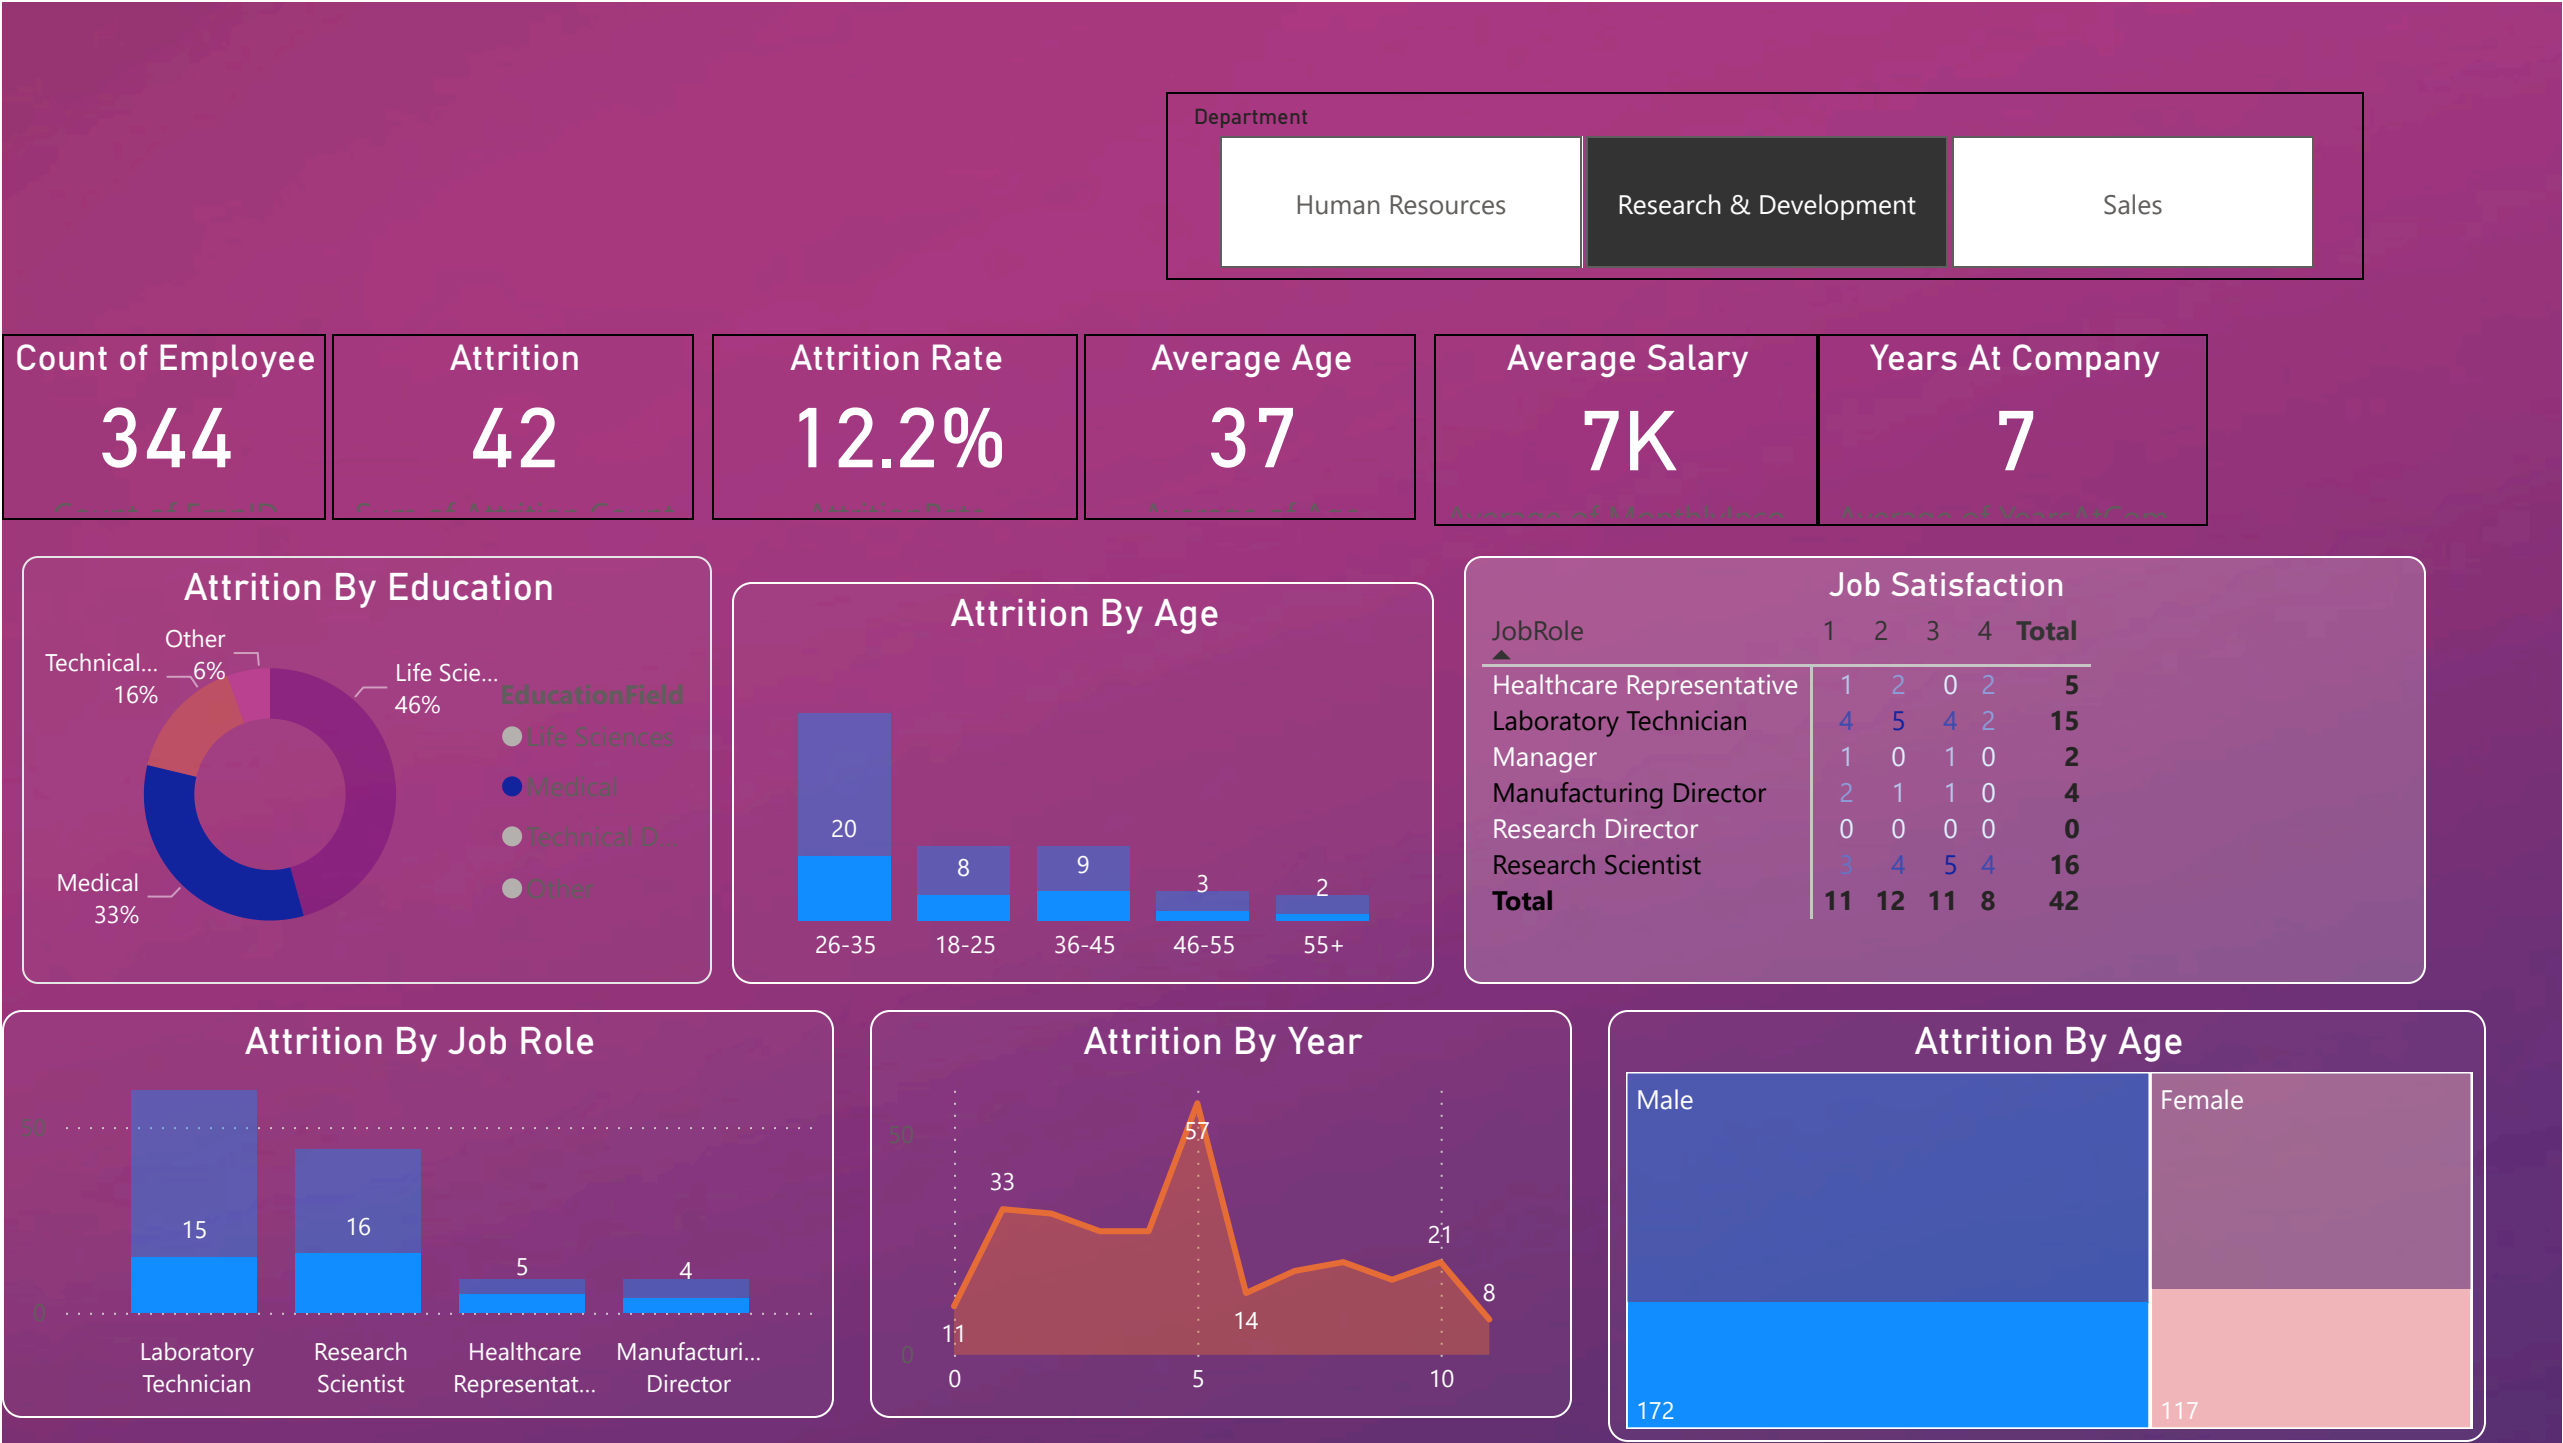 Department
Human Resources
Research & Development
Sales
Count of Employee
344
Attrition
42
Attrition Rate
12.2%
Average Age
37
Average Salary
7K
Years At Company
7
Attrition By Education
Other
6%
Technical...
16%
Life Scie...
46%
Medical
33%
EducationField
Life Sciences
Medical
Technical D...
Other
Attrition By Age
20
8
9
3
2
26-35
18-25
36-45
46-55
55+
Job Satisfaction
JobRole 1 2 3 4 Total
Healthcare Representative 1 2 0 2 5
Laboratory Technician 4 5 4 2 15
Manager 1 0 1 0 2
Manufacturing Director 2 1 1 0 4
Research Director 0 0 0 0 0
Research Scientist 3 4 5 4 16
Total 11 12 11 8 42
Attrition By Job Role
50
0
15
16
5
4
Laboratory
Technician
Research
Scientist
Healthcare
Representat...
Manufacturi...
Director
Attrition By Year
50
0
11
33
57
14
21
8
0
5
10
Attrition By Age
Male
172
Female
117